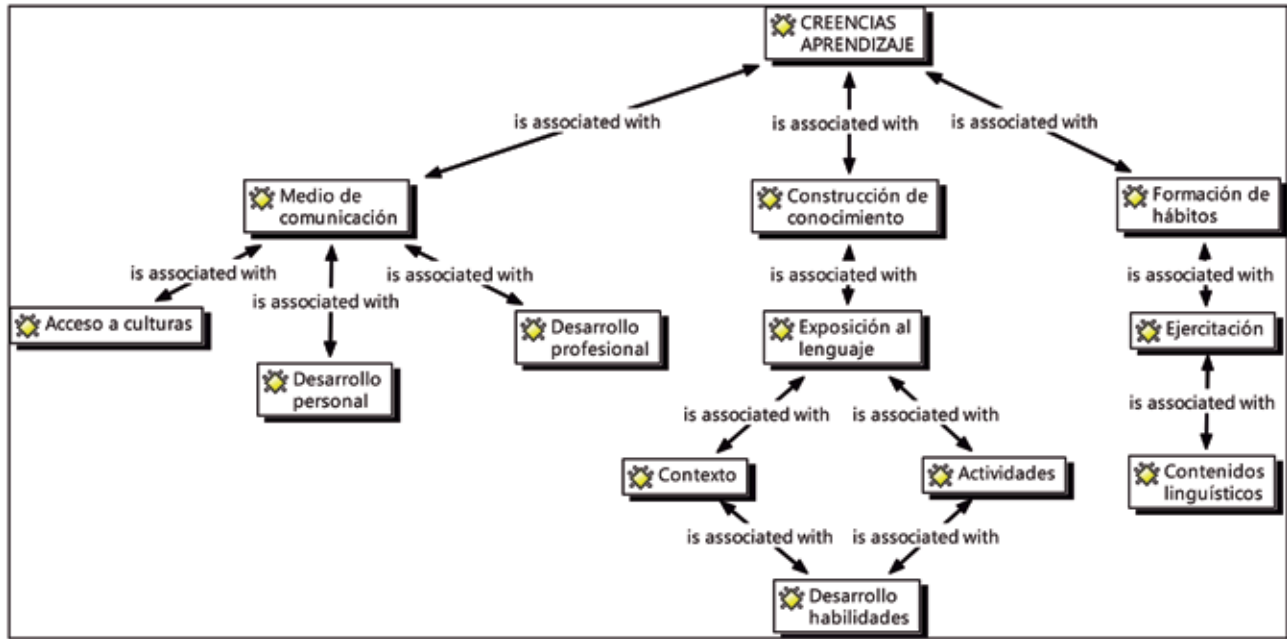 CREENCIAS
APRENDIZAJE
is associated with
is associated with
is associated with
Medio de
comunicación
Construcción de
conocimiento
Formación de
hábitos
is associated with
is associated with
is associated with
is associated with
is associated with
Acceso a culturas
Desarrollo
profesional
Exposición al
lenguaje
Ejercitación
Desarrollo
personal
is associated with
is associated with
is associated with
Contexto
Actividades
Contenidos
linguísticos
is associated with
is associated with
Desarrollo
habilidades